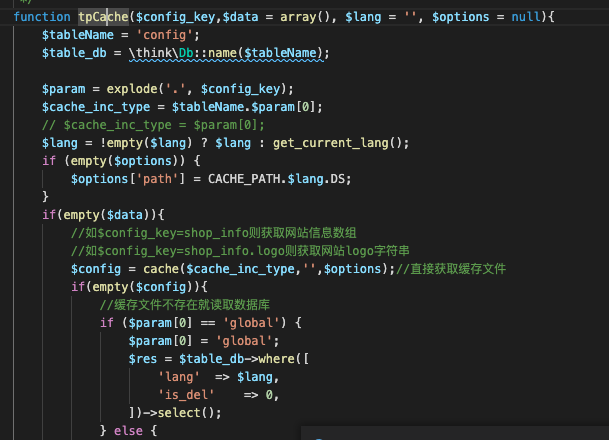 */
function tpCache($config_key,$data = array(), $lang = '', $options = null){
$tableName = 'config';
$table_db = \think\Db::name($tableName);
$param = explode('.', $config_key);
$cache_inc_type = $tableName.$param[0];
// $cache_inc_type = $param[0];
$lang = !empty($lang) ? $lang : get_current_lang();
if (empty($options)) {
$options['path'] = CACHE_PATH.$lang.DS;
}
if(empty($data)){
//如$config_key=shop_info则获取网站信息数组
//如$config_key=shop_info.logo则获取网站logo字符串
$config = cache($cache_inc_type,'',$options);//直接获取缓存文件
if(empty($config)){
//缓存文件不存在就读取数据库
if ($param[0] == 'global') {
$param[0] = 'global';
$res = $table_db->where([
'lang' => $lang,
'is_del' => 0,
])->select();
} else {